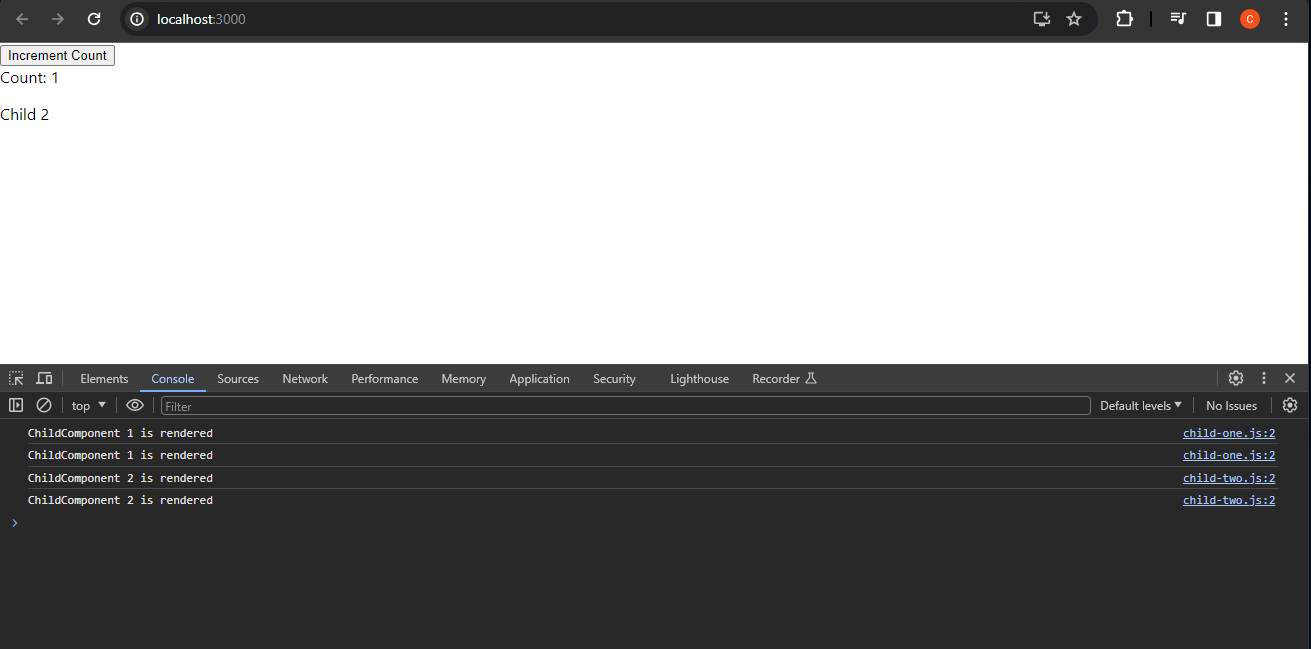 localhost:3000
C
Increment Count
Count: 1
Child 2
Elements Console Sources Network Performance Memory Application Security Lighthouse Recorder
top Filter Default levels No Issues
ChildComponent 1 is rendered child-one.js:2
ChildComponent 1 is rendered child-one.js:2
ChildComponent 2 is rendered child-two.js:2
ChildComponent 2 is rendered child-two.js:2